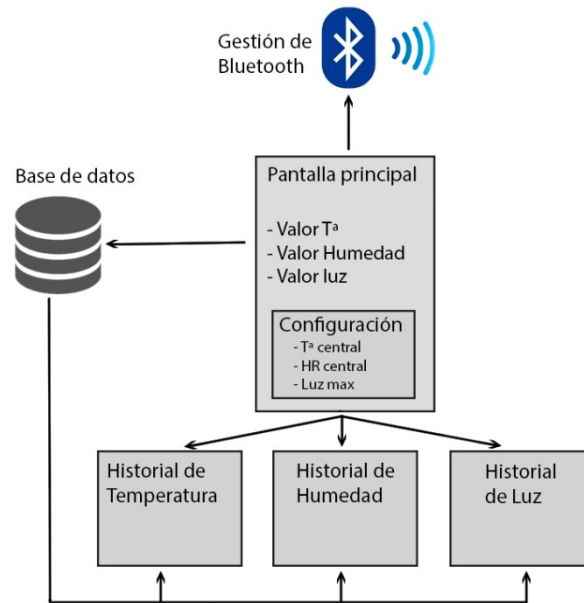 Gestión de
Bluetooth
Base de datos
Pantalla principal
- Valor Tª
- Valor Humedad
- Valor luz
Configuración
- Tª central
- HR central
- Luz max
Historial de
Temperatura
Historial de
Humedad
Historial
de Luz